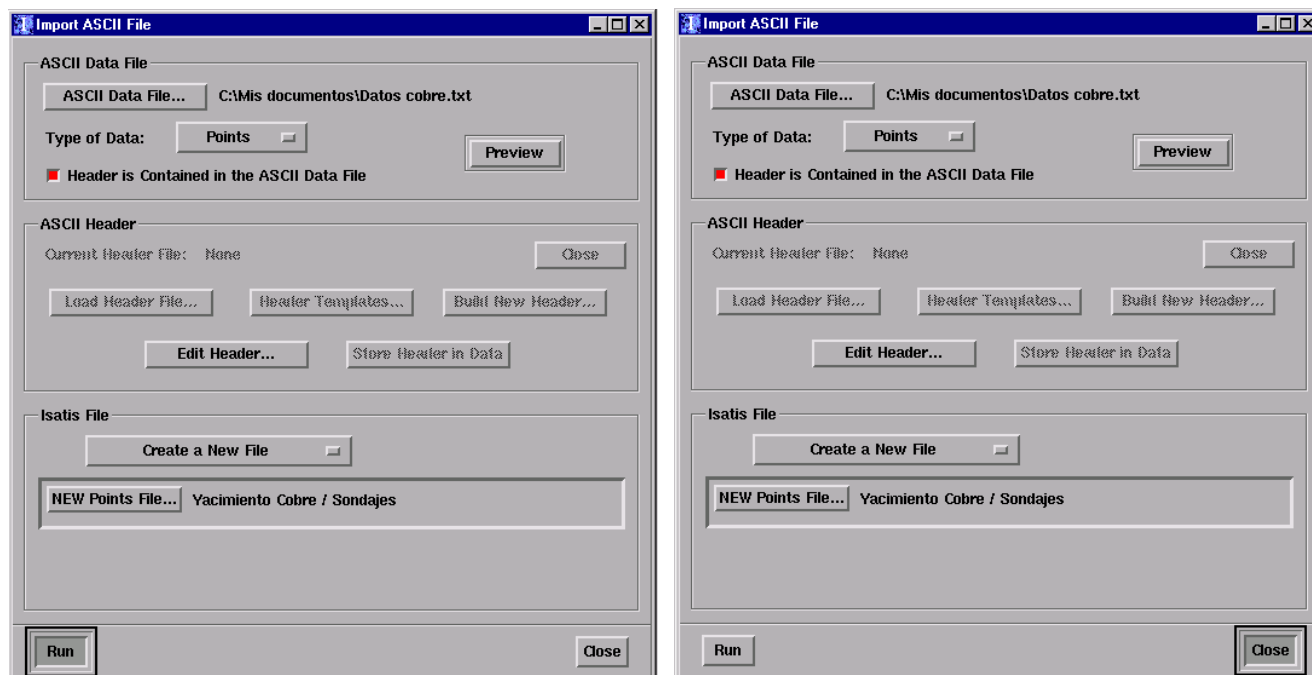 Import ASCII File
ASCII Data File
ASCII Data File... C:\Mis documentos\Datos cobre.txt
Type of Data: Points
Preview
Header is Contained in the ASCII Data File
ASCII Header
Current Header File: None Close
Load Header File... Header Templates... Build New Header...
Edit Header... Store Header in Data
Isatis File
Create a New File
NEW Points File... Yacimiento Cobre / Sondajes
Run Close
Import ASCII File
ASCII Data File
ASCII Data File... C:\Mis documentos\Datos cobre.txt
Type of Data: Points
Preview
Header is Contained in the ASCII Data File
ASCII Header
Current Header File: None Close
Load Header File... Header Templates... Build New Header...
Edit Header... Store Header in Data
Isatis File
Create a New File
NEW Points File... Yacimiento Cobre / Sondajes
Run Close